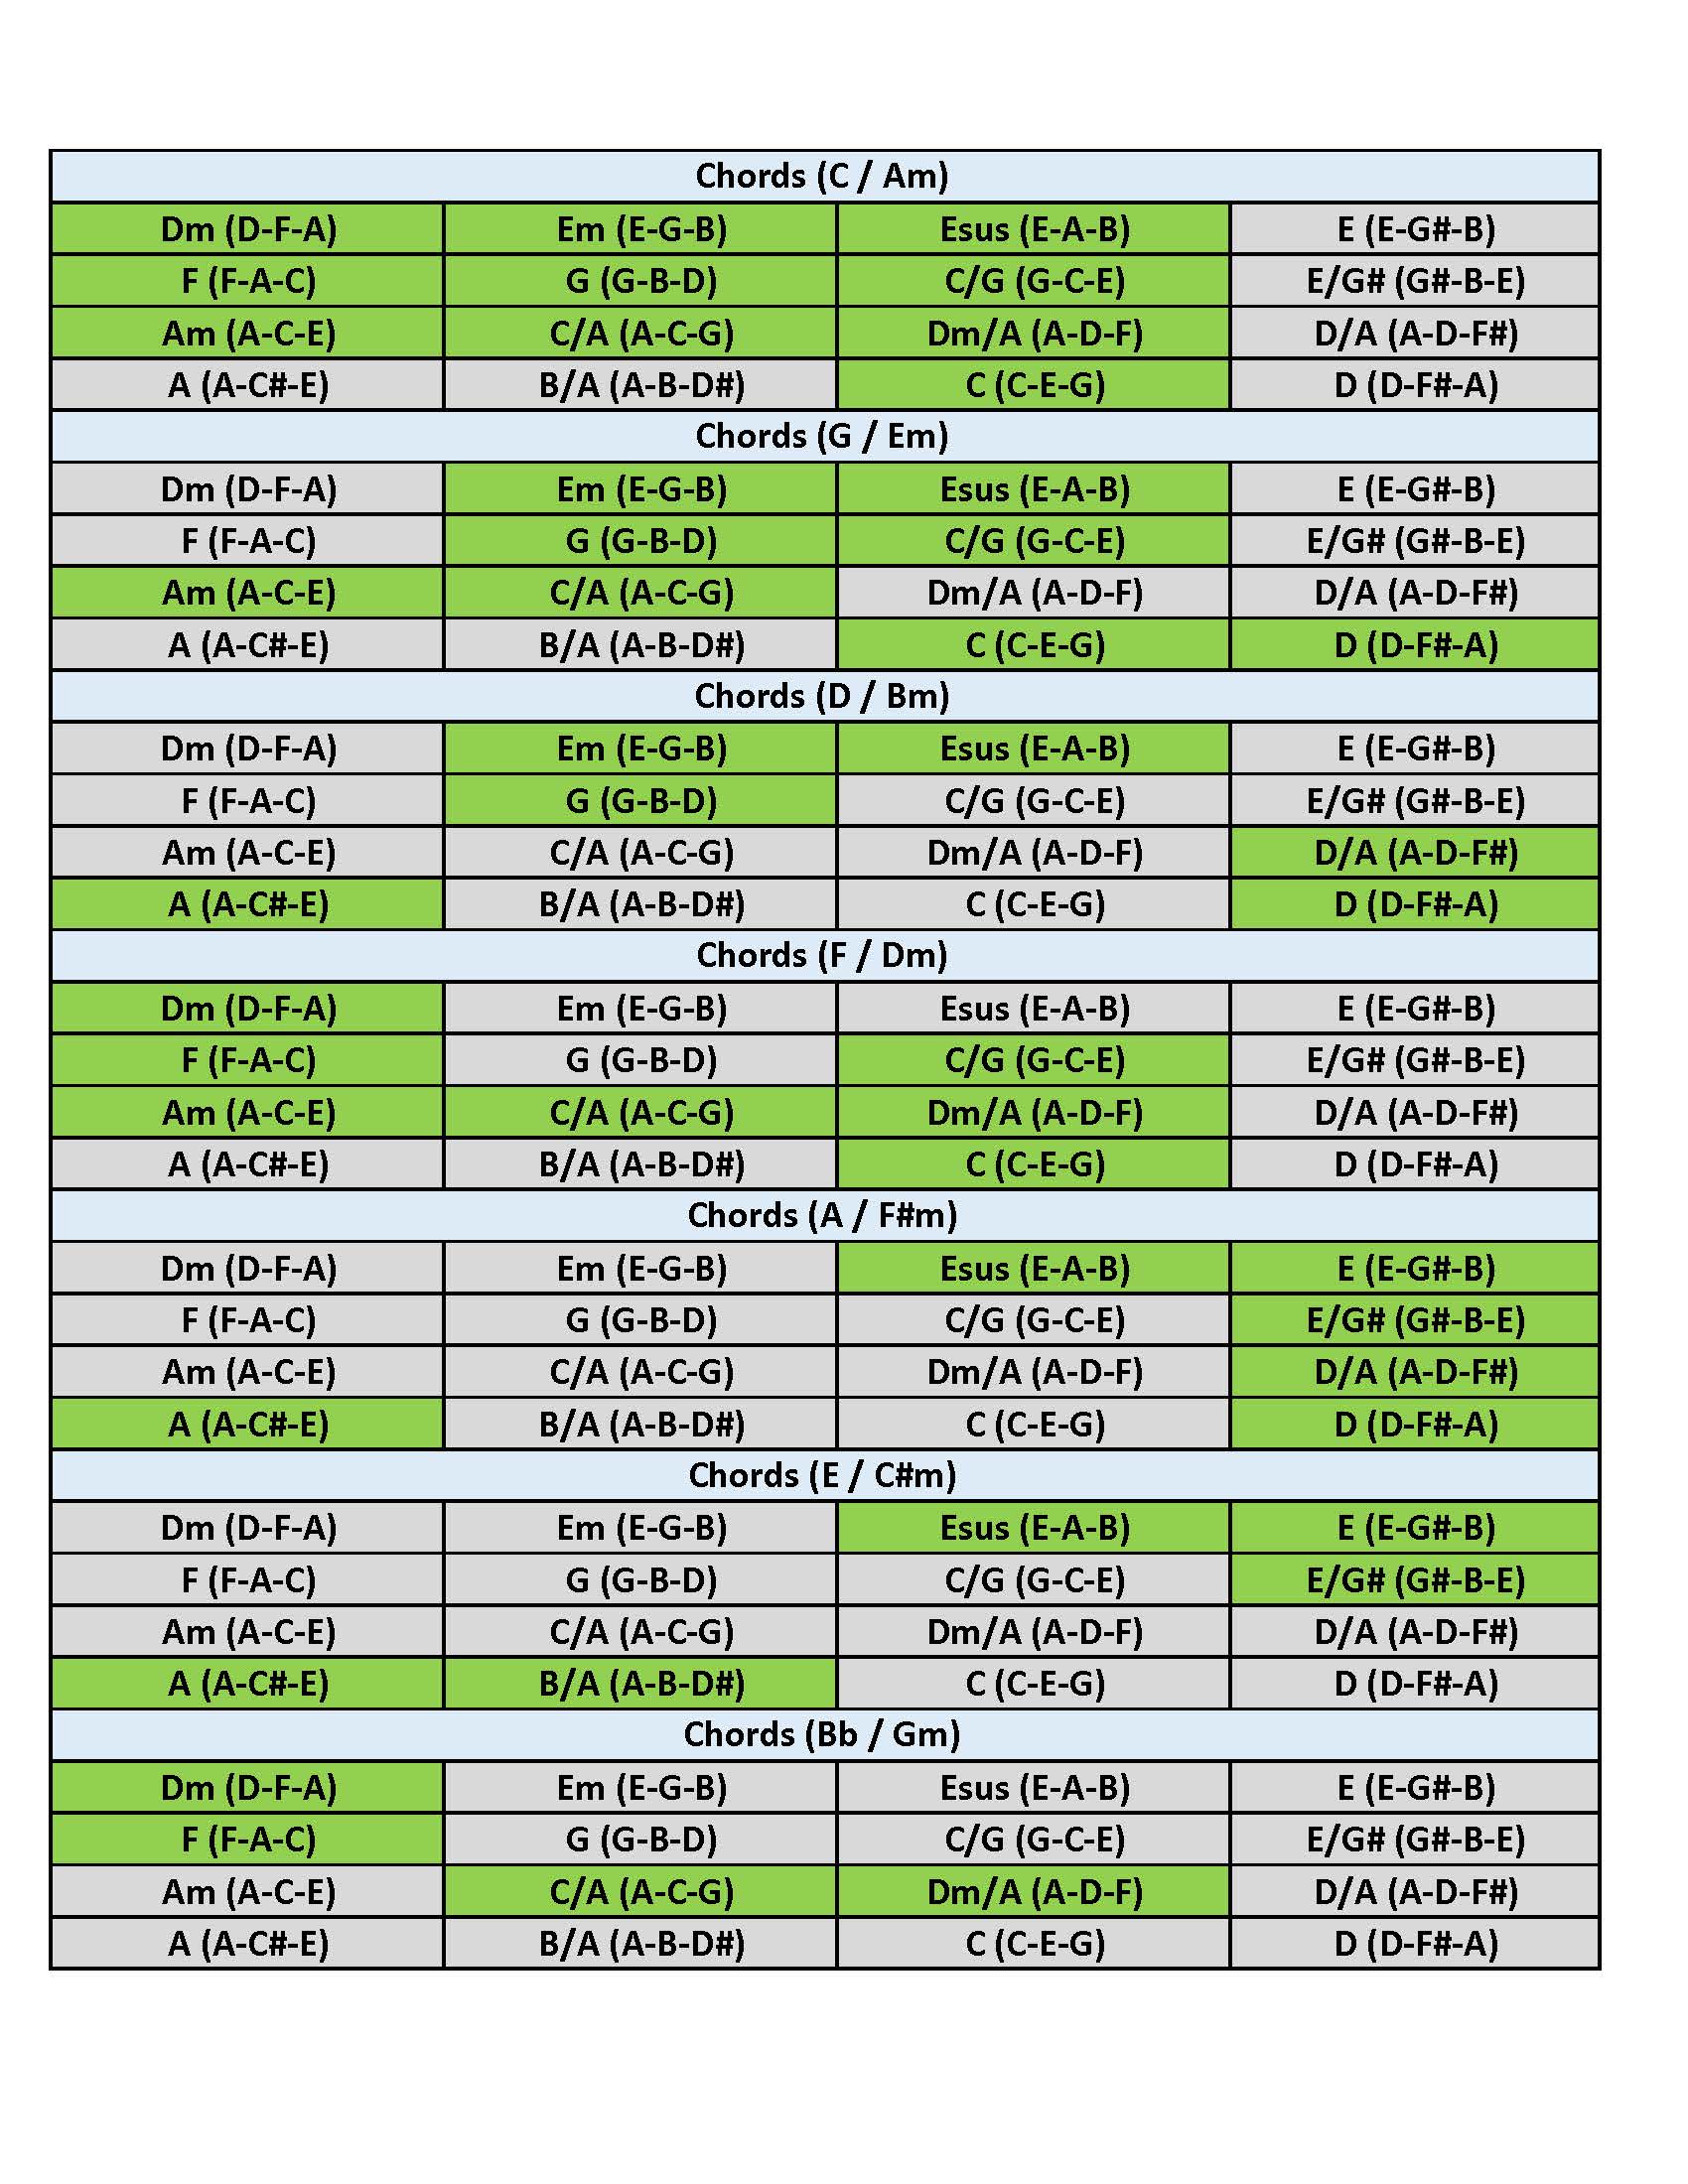 Chords (C / Am)
Dm (D-F-A) Em (E-G-B) Esus (E-A-B) E (E-G#-B)
F (F-A-C) G (G-B-D) C/G (G-C-E) E/G# (G#-B-E)
Am (A-C-E) C/A (A-C-G) Dm/A (A-D-F) D/A (A-D-F#)
A (A-C#-E) B/A (A-B-D#) C (C-E-G) D (D-F#-A)
Chords (G / Em)
Dm (D-F-A) Em (E-G-B) Esus (E-A-B) E (E-G#-B)
F (F-A-C) G (G-B-D) C/G (G-C-E) E/G# (G#-B-E)
Am (A-C-E) C/A (A-C-G) Dm/A (A-D-F) D/A (A-D-F#)
A (A-C#-E) B/A (A-B-D#) C (C-E-G) D (D-F#-A)
Chords (D / Bm)
Dm (D-F-A) Em (E-G-B) Esus (E-A-B) E (E-G#-B)
F (F-A-C) G (G-B-D) C/G (G-C-E) E/G# (G#-B-E)
Am (A-C-E) C/A (A-C-G) Dm/A (A-D-F) D/A (A-D-F#)
A (A-C#-E) B/A (A-B-D#) C (C-E-G) D (D-F#-A)
Chords (F / Dm)
Dm (D-F-A) Em (E-G-B) Esus (E-A-B) E (E-G#-B)
F (F-A-C) G (G-B-D) C/G (G-C-E) E/G# (G#-B-E)
Am (A-C-E) C/A (A-C-G) Dm/A (A-D-F) D/A (A-D-F#)
A (A-C#-E) B/A (A-B-D#) C (C-E-G) D (D-F#-A)
Chords (A / F#m)
Dm (D-F-A) Em (E-G-B) Esus (E-A-B) E (E-G#-B)
F (F-A-C) G (G-B-D) C/G (G-C-E) E/G# (G#-B-E)
Am (A-C-E) C/A (A-C-G) Dm/A (A-D-F) D/A (A-D-F#)
A (A-C#-E) B/A (A-B-D#) C (C-E-G) D (D-F#-A)
Chords (E / C#m)
Dm (D-F-A) Em (E-G-B) Esus (E-A-B) E (E-G#-B)
F (F-A-C) G (G-B-D) C/G (G-C-E) E/G# (G#-B-E)
Am (A-C-E) C/A (A-C-G) Dm/A (A-D-F) D/A (A-D-F#)
A (A-C#-E) B/A (A-B-D#) C (C-E-G) D (D-F#-A)
Chords (Bb / Gm)
Dm (D-F-A) Em (E-G-B) Esus (E-A-B) E (E-G#-B)
F (F-A-C) G (G-B-D) C/G (G-C-E) E/G# (G#-B-E)
Am (A-C-E) C/A (A-C-G) Dm/A (A-D-F) D/A (A-D-F#)
A (A-C#-E) B/A (A-B-D#) C (C-E-G) D (D-F#-A)